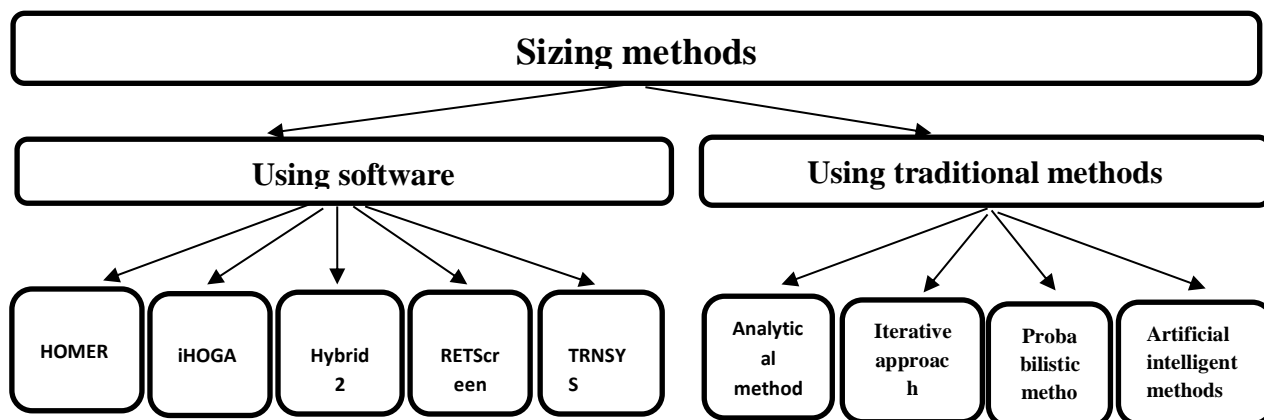 Sizing methods
Using software
Using traditional methods
HOMER
iHOGA
Hybrid
2
RETScr
een
TRNSY
S
Analytic
al
method
Iterative
approac
h
Proba
bilistic
metho
Artificial
intelligent
methods